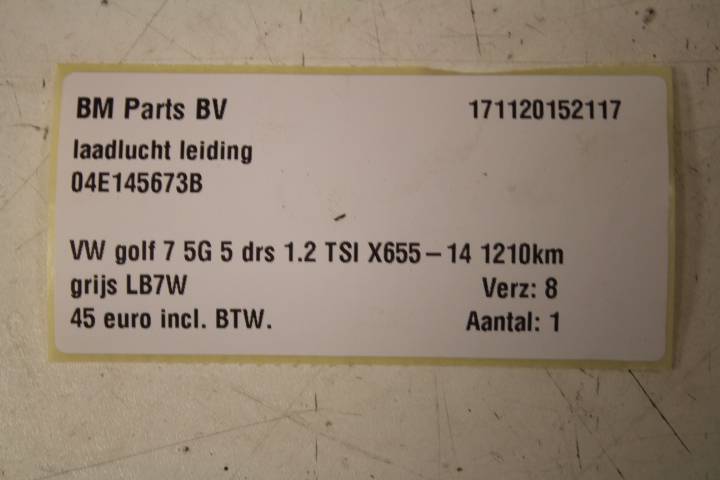 BM Parts BV 171120152117
laadlucht leiding
04E145673B
VW golf 7 5G 5 drs 1.2 TSI X655-14 1210km
grijs LB7W Verz: 8
45 euro incl. BTW. Aantal: 1